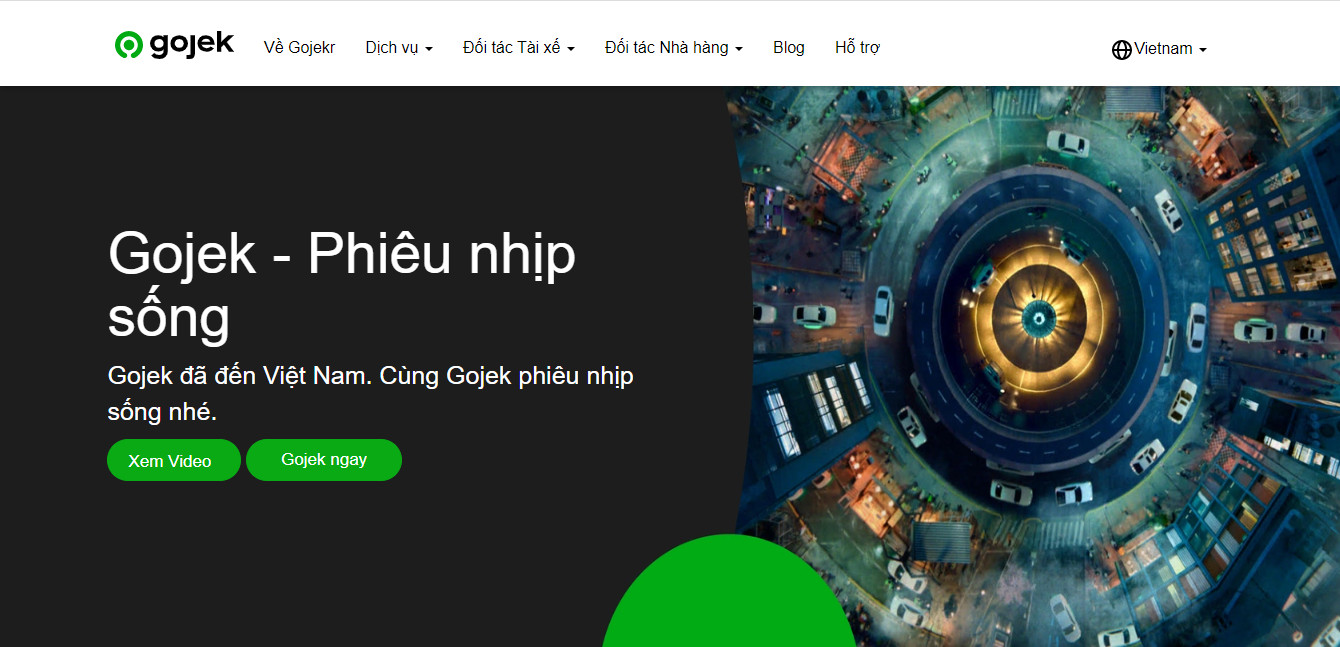 gojek
Về Gojekr
Dịch vụ
Đối tác Tài xế
Đối tác Nhà hàng
Blog
Hỗ trợ
Vietnam
Gojek - Phiêu nhịp
sống
Gojek đã đến Việt Nam. Cùng Gojek phiêu nhịp
sống nhé.
Xem Video
Gojek ngay